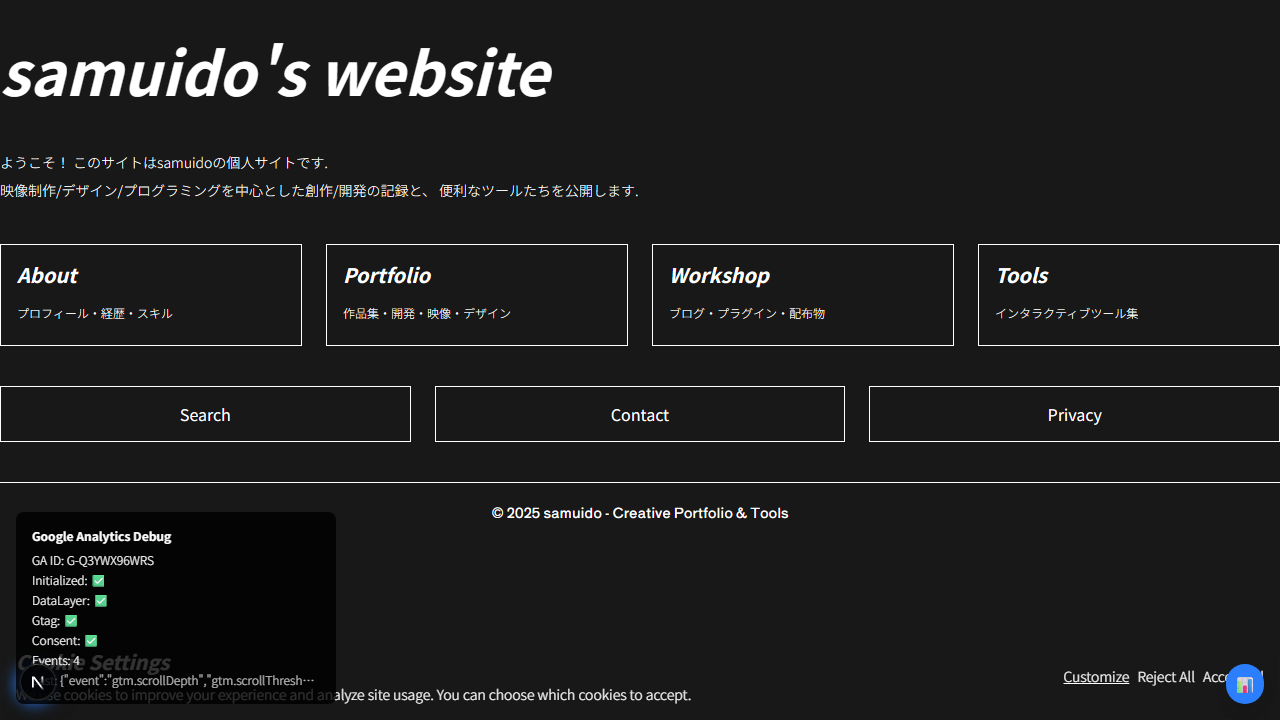 samuido's website
ようこそ！ このサイトはsamuidoの個人サイトです.
映像制作/デザイン/プログラミングを中心とした創作/開発の記録と、 便利なツールたちを公開します.
About
プロフィール・経歴・スキル
Portfolio
作品集・開発・映像・デザイン
Workshop
ブログ・プラグイン・配布物
Tools
インタラクティブツール集
Search
Contact
Privacy
© 2025 samuido - Creative Portfolio & Tools
Google Analytics Debug
GA ID: G-Q3YWX96WRS
Initialized: ✅
DataLayer: ✅
Gtag: ✅
Consent: ✅
Events: 4
{"event":"gtm.scrollDepth","gtm.scrollThresh…
Cookie Settings
cookies to improve your experience and analyze site usage. You can choose which cookies to accept.
Customize
Reject All
N